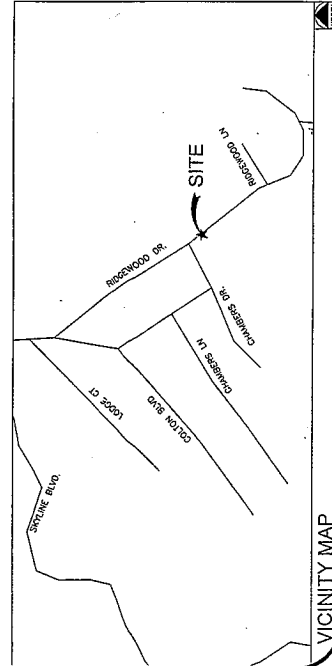 SKYLINE BLVD.
LODGE CT
COLTON BLVD
RIDGEWOOD DR.
SITE
RIDGEWOOD LN
CHAMBERS DR.
CHAMBERS LN
VICINITY MAP